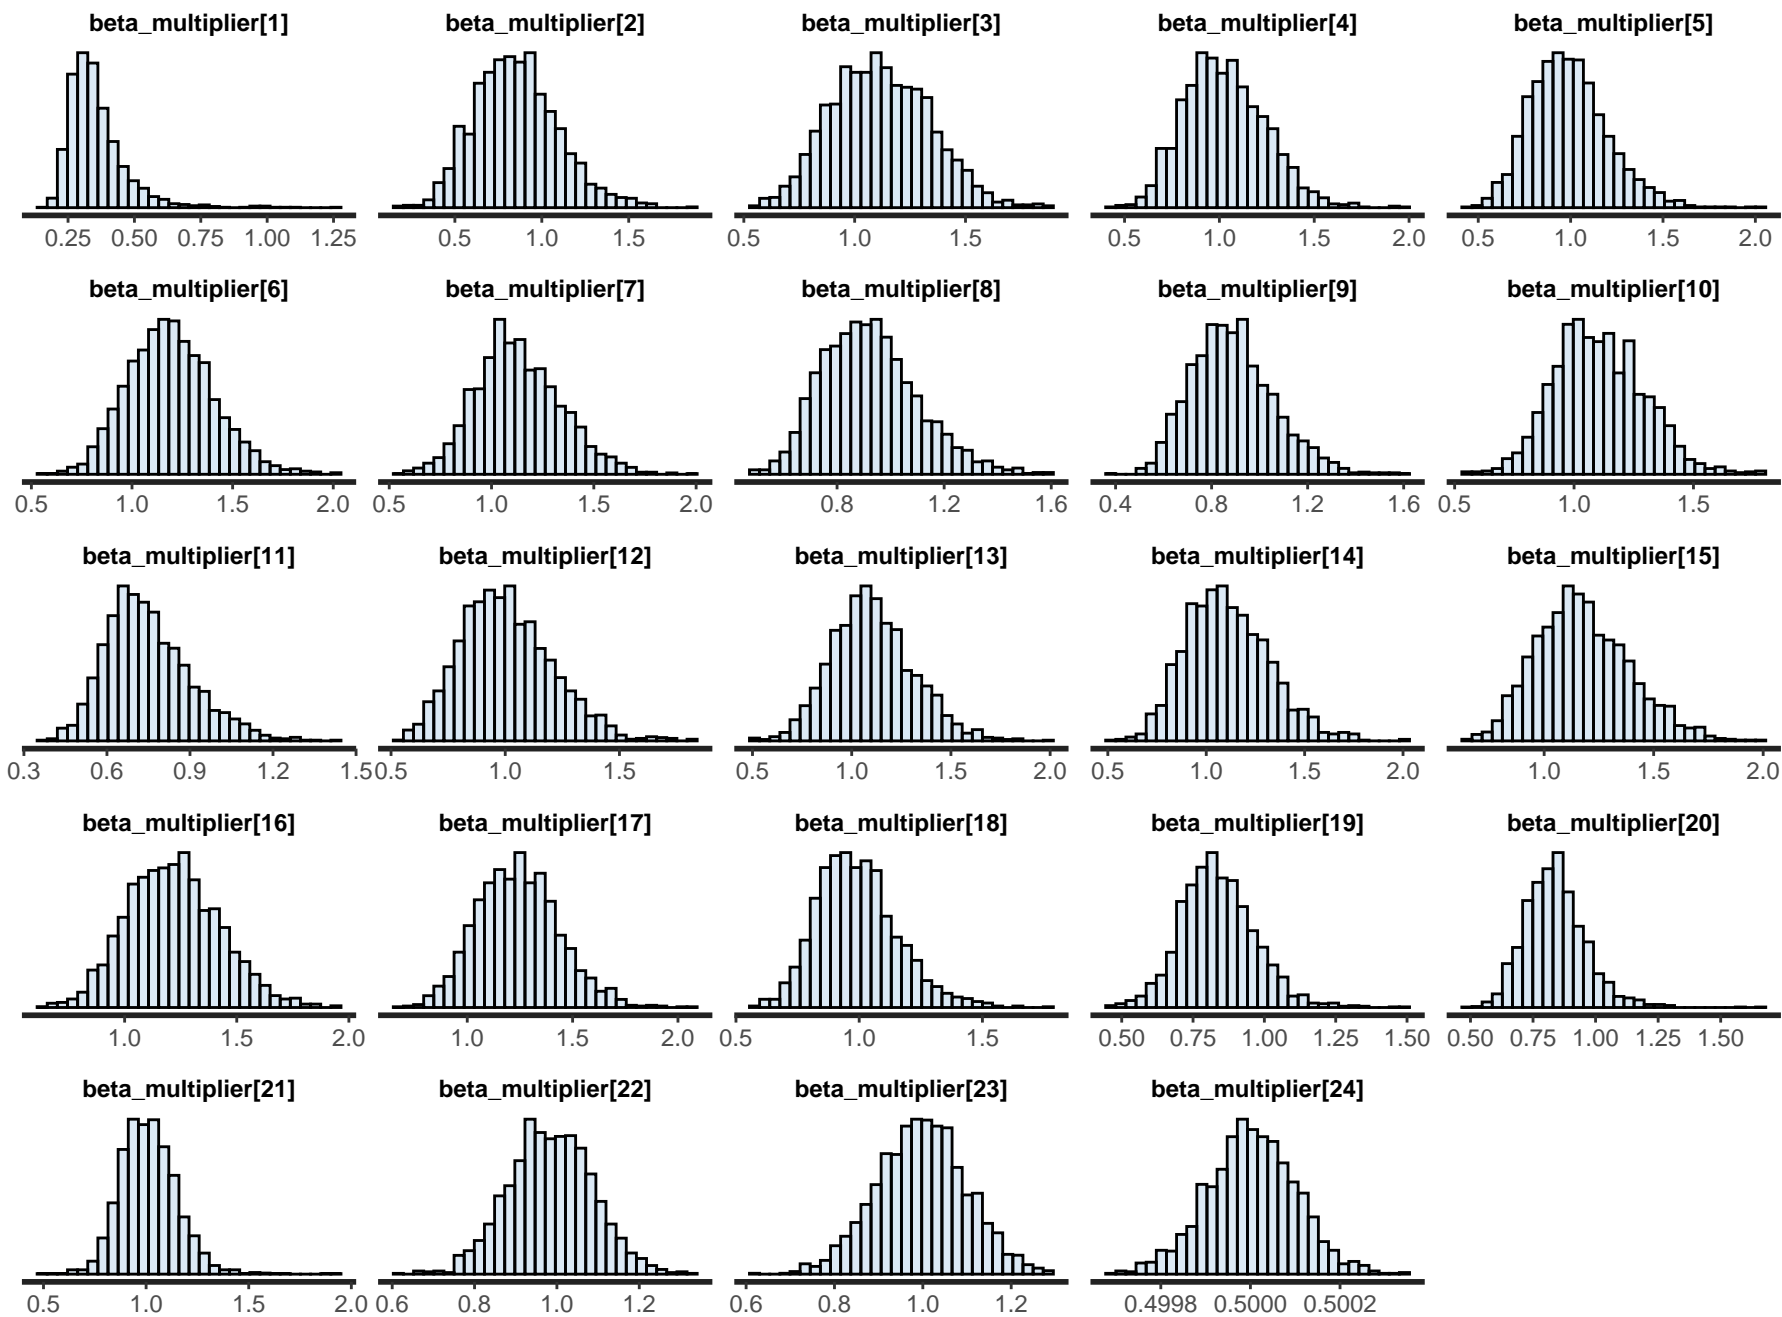 beta_multiplier[1] beta_multiplier[2] beta_multiplier[3] beta_multiplier[4] beta_multiplier[5]
0.25 0.50 0.75 1.00 1.25 0.5 1.0 1.5 0.5 1.0 1.5 0.5 1.0 1.5 2.0 0.5 1.0 1.5 2.0
beta_multiplier[6] beta_multiplier[7] beta_multiplier[8] beta_multiplier[9] beta_multiplier[10]
0.5 1.0 1.5 2.0 0.5 1.0 1.5 2.0 0.8 1.2 1.6 0.4 0.8 1.2 1.6 0.5 1.0 1.5
beta_multiplier[11] beta_multiplier[12] beta_multiplier[13] beta_multiplier[14] beta_multiplier[15]
0.3 0.6 0.9 1.2 1.5 0.5 1.0 1.5 0.5 1.0 1.5 2.0 0.5 1.0 1.5 2.0 1.0 1.5 2.0
beta_multiplier[16] beta_multiplier[17] beta_multiplier[18] beta_multiplier[19] beta_multiplier[20]
1.0 1.5 2.0 1.0 1.5 2.0 0.5 1.0 1.5 0.50 0.75 1.00 1.25 1.50 0.50 0.75 1.00 1.25 1.50
beta_multiplier[21] beta_multiplier[22] beta_multiplier[23] beta_multiplier[24]
0.5 1.0 1.5 2.0 0.6 0.8 1.0 1.2 0.6 0.8 1.0 1.2 0.4998 0.5000 0.5002